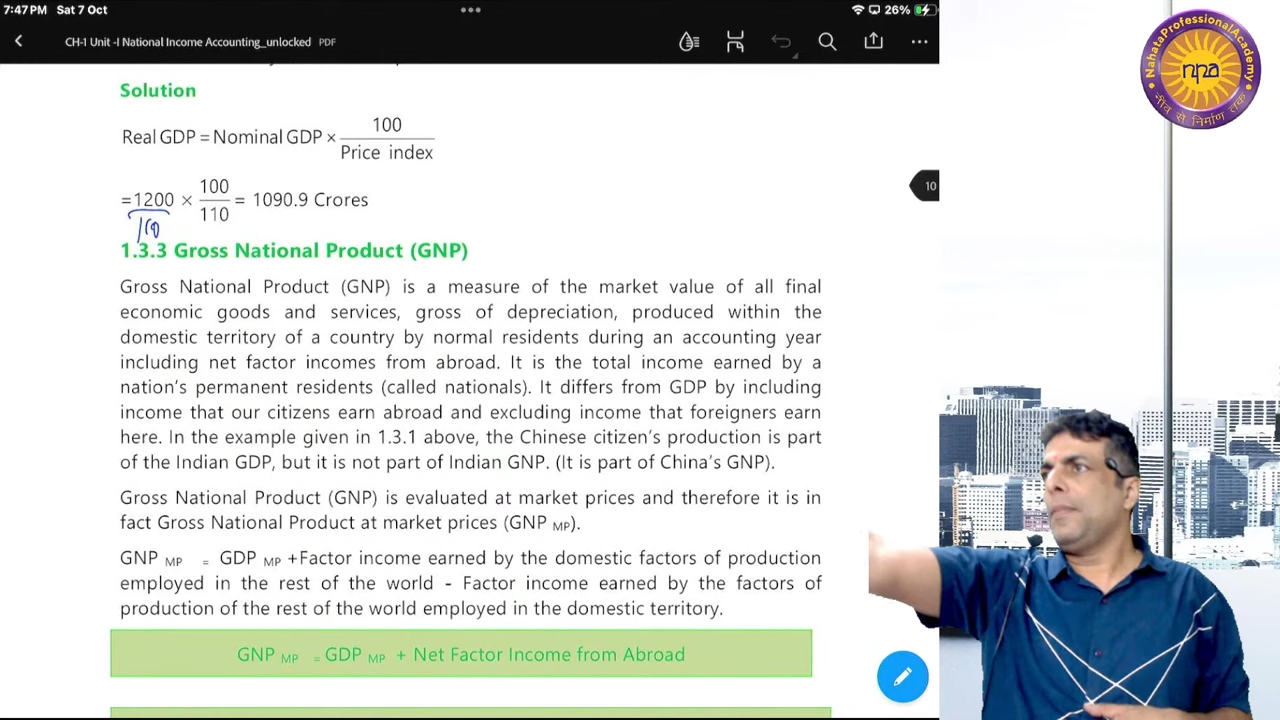 7:47 PM Sat 7 Oct
26%
CH-1 Unit -I National Income Accounting_unlocked PDF
Solution
Real GDP = Nominal GDP × 100 / Price index
=1200 × 100 / 110 = 1090.9 Crores
10
1.3.3 Gross National Product (GNP)
Gross National Product (GNP) is a measure of the market value of all final
economic goods and services, gross of depreciation, produced within the
domestic territory of a country by normal residents during an accounting year
including net factor incomes from abroad. It is the total income earned by a
nation's permanent residents (called nationals). It differs from GDP by including
income that our citizens earn abroad and excluding income that foreigners earn
here. In the example given in 1.3.1 above, the Chinese citizen's production is part
of the Indian GDP, but it is not part of Indian GNP. (It is part of China's GNP).
Gross National Product (GNP) is evaluated at market prices and therefore it is in
fact Gross National Product at market prices (GNP MP).
GNP MP = GDP MP +Factor income earned by the domestic factors of production
employed in the rest of the world - Factor income earned by the factors of
production of the rest of the world employed in the domestic territory.
GNP MP = GDP MP + Net Factor Income from Abroad
NahataProfessionalAcademy
npa
नींव से निर्माण तक